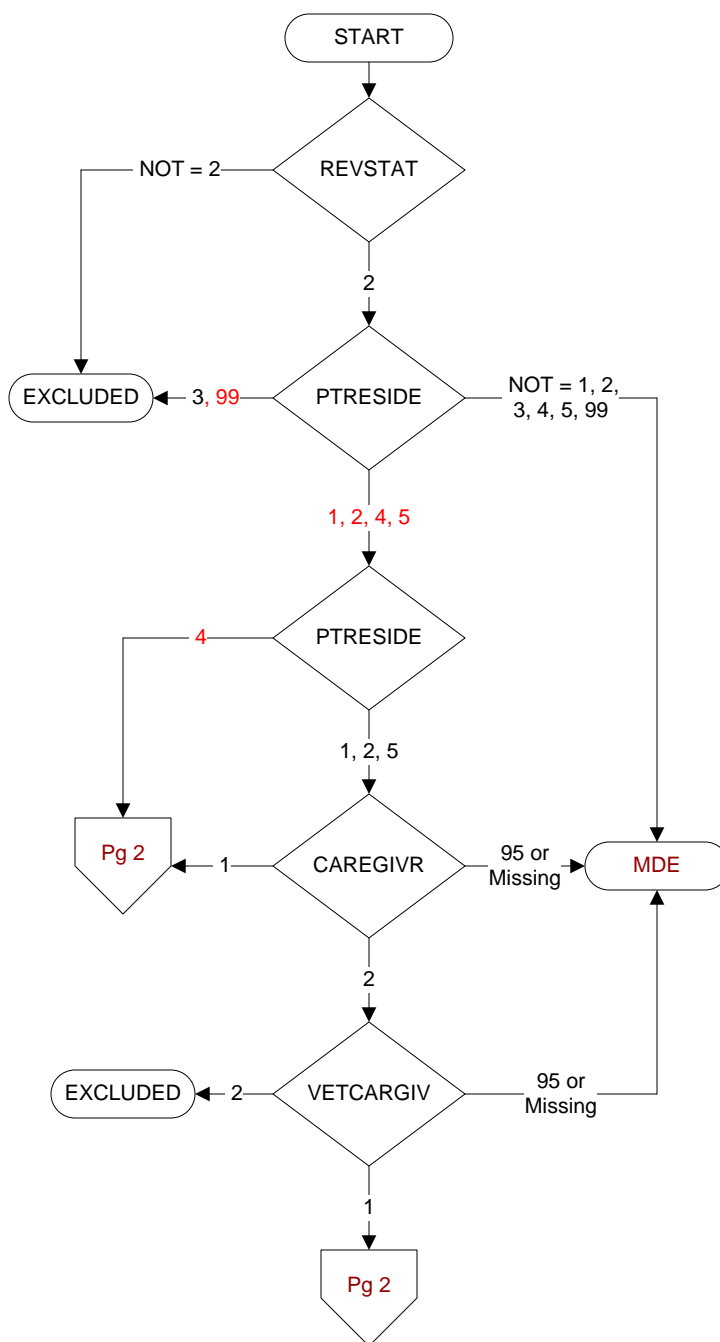 START
NOT = 2
REVSTAT
2
EXCLUDED
3, 99
PTRESIDE
NOT = 1, 2,
3, 4, 5, 99
1, 2, 4, 5
4
PTRESIDE
1, 2, 5
Pg 2
1
CAREGIVR
95 or
Missing
MDE
2
EXCLUDED
2
VETCARGIV
95 or
Missing
1
Pg 2